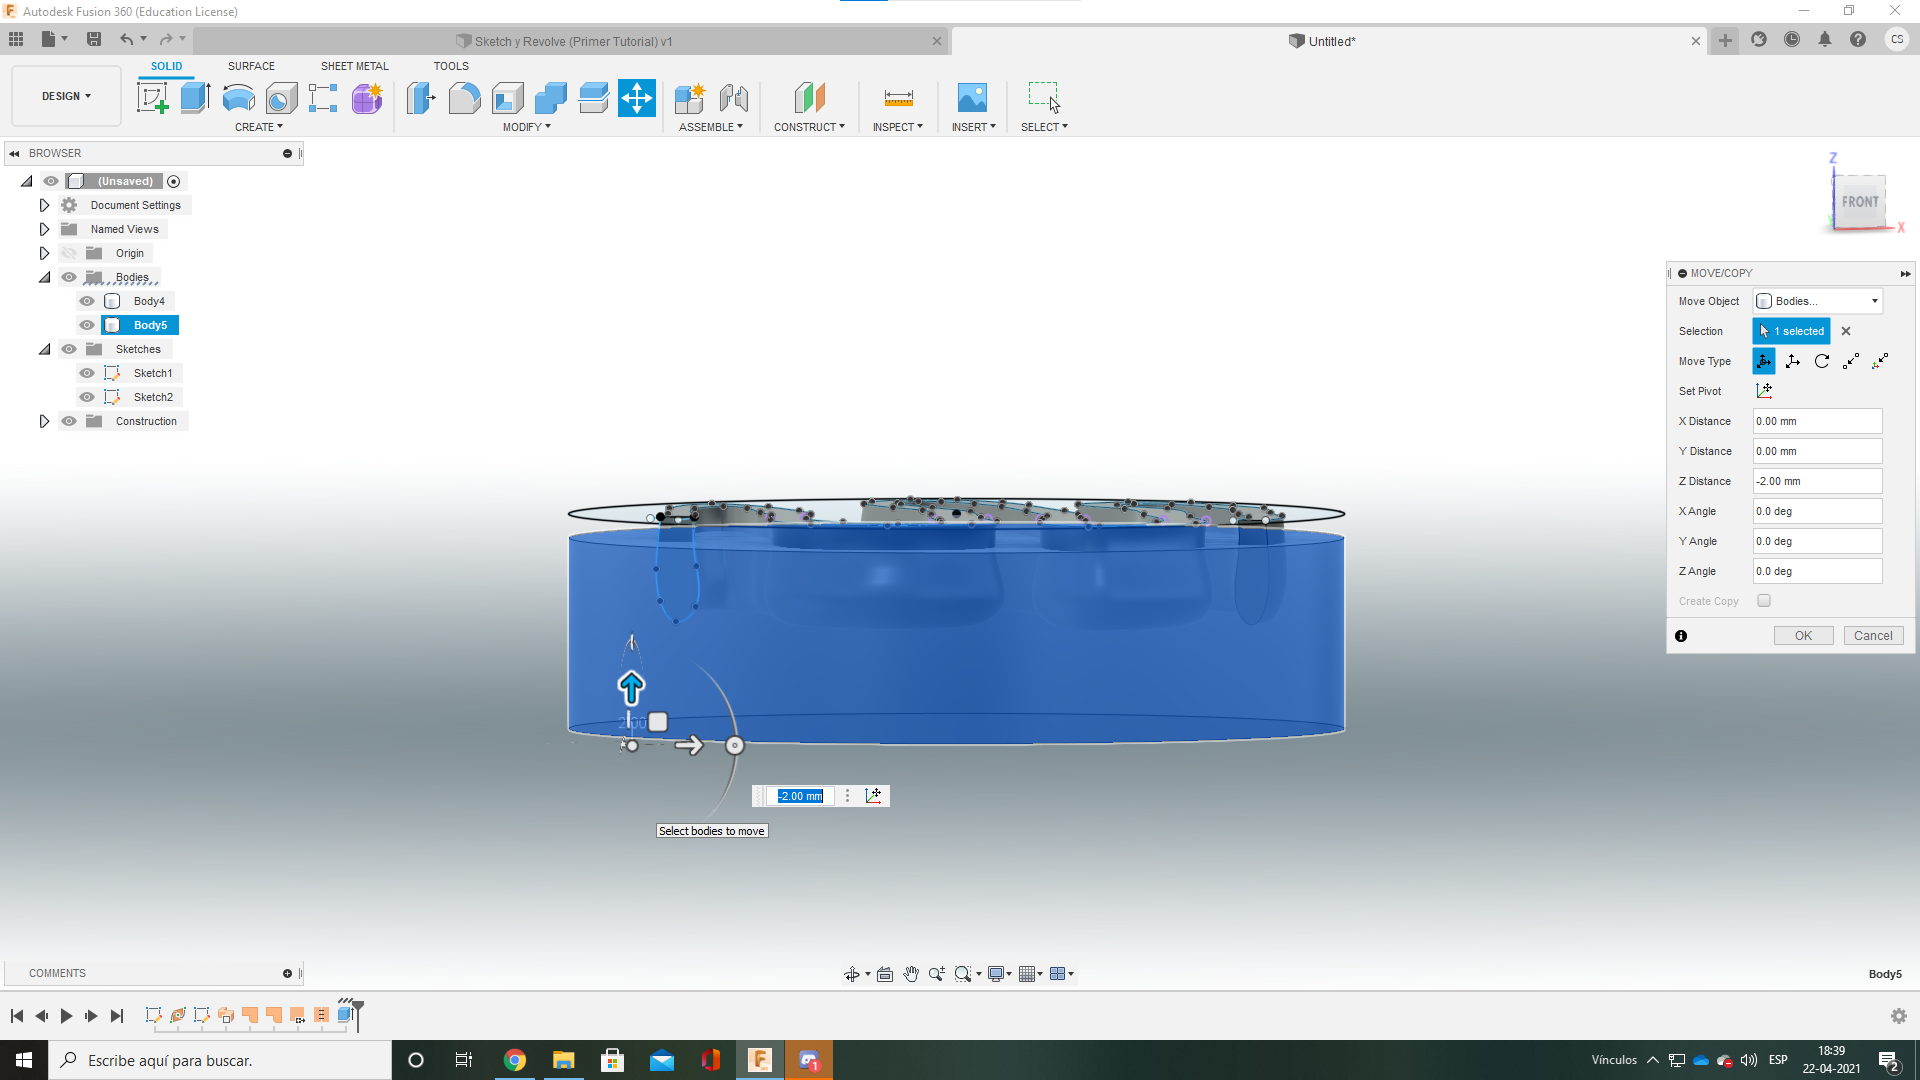 Autodesk Fusion 360 (Education License)
Sketch y Revolve (Primer Tutorial) v1
Untitled*
CS
DESIGN
SOLID
SURFACE
SHEET METAL
TOOLS
CREATE
MODIFY
ASSEMBLE
CONSTRUCT
INSPECT
INSERT
SELECT
BROWSER
(Unsaved)
Document Settings
Named Views
Origin
Bodies
Body4
Body5
Sketches
Sketch1
Sketch2
Construction
Z
FRONT
X
MOVE/COPY
Move Object
Bodies...
Selection
1 selected
Move Type
Set Pivot
X Distance
0.00 mm
Y Distance
0.00 mm
Z Distance
-2.00 mm
X Angle
0.0 deg
Y Angle
0.0 deg
Z Angle
0.0 deg
Create Copy
OK
Cancel
2.00
-2.00 mm
Select bodies to move
COMMENTS
Body5
Escribe aquí para buscar.
1
Vínculos
ESP
18:39
22-04-2021
2